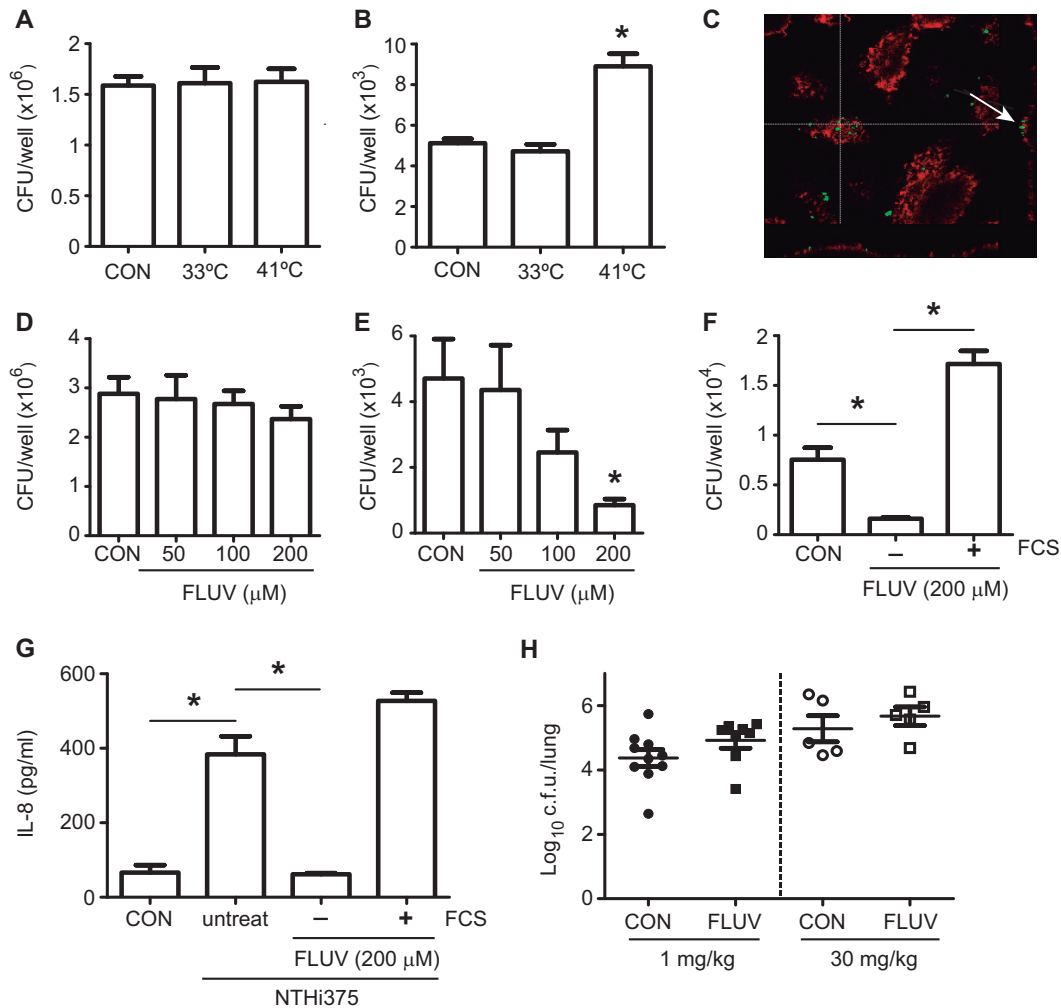 A
CFU/well (x10⁶)
2
1.5
1
0.5
0
CON 33ºC 41ºC
B
CFU/well (x10³)
10
8
6
4
2
0
*
CON 33ºC 41ºC
C
D
CFU/well (x10⁶)
4
3
2
1
0
CON 50 100 200
FLUV (µM)
E
CFU/well (x10³)
6
4
2
0
*
CON 50 100 200
FLUV (µM)
F
CFU/well (x10⁴)
2
1.5
1
0.5
0
*
*
CON – + FCS
FLUV (200 µM)
G
IL-8 (pg/ml)
600
400
200
0
*
*
CON untreat – + FCS
FLUV (200 µM)
NTHi375
H
Log₁₀ c.f.u./lung
6
4
2
0
CON FLUV CON FLUV
1 mg/kg 30 mg/kg